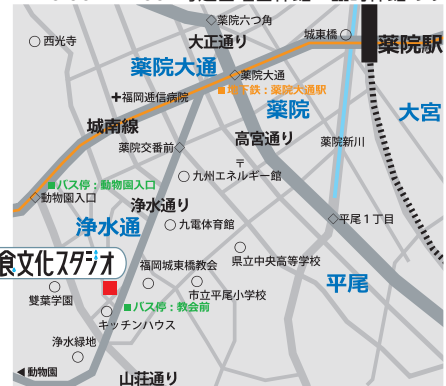 薬院六つ角
西光寺
城東橋
大正通り
薬院駅
薬院大通
薬院大通
福岡逓信病院
■地下鉄:薬院大通駅
薬院
大宮
城南線
高宮通り
薬院交番前
薬院新川
〒
九州エネルギー館
■バス停:動物園入口
動物園入口
浄水通り
平尾1丁目
浄水通
九電体育館
食文化スタジオ
県立中央高等学校
福岡城東橋教会
平尾
雙葉学園
市立平尾小学校
■バス停:教会前
キッチンハウス
浄水緑地
◀動物園
山荘通り